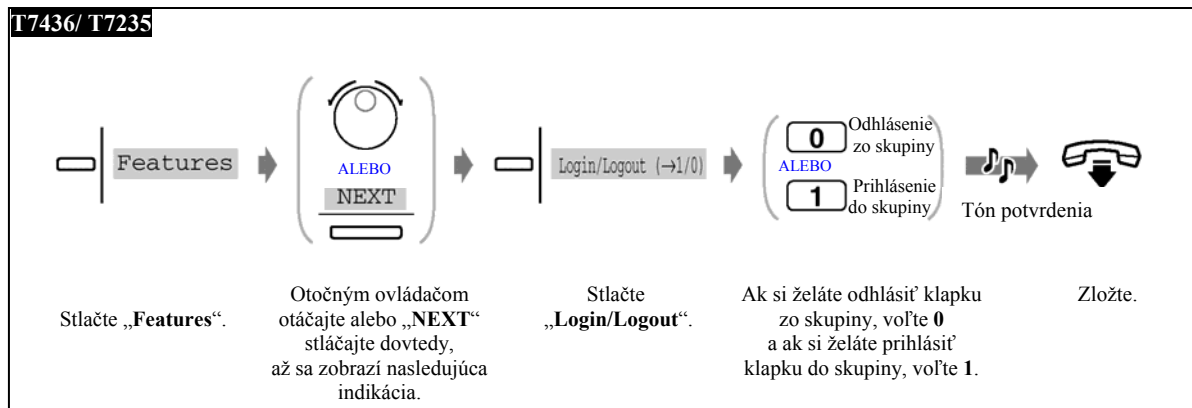 T7436/ T7235
Features
ALEBO
NEXT
Login/Logout (→1/0)
0 Odhlásenie
zo skupiny
ALEBO
1 Prihlásenie
do skupiny
Tón potvrdenia
Stlačte „Features“.
Otočným ovládačom
otáčajte alebo „NEXT“
stláčajte dovtedy,
až sa zobrazí nasledujúca
indikácia.
Stlačte
„Login/Logout“.
Ak si želáte odhlásiť klapku
zo skupiny, voľte 0
a ak si želáte prihlásiť
klapku do skupiny, voľte 1.
Zložte.